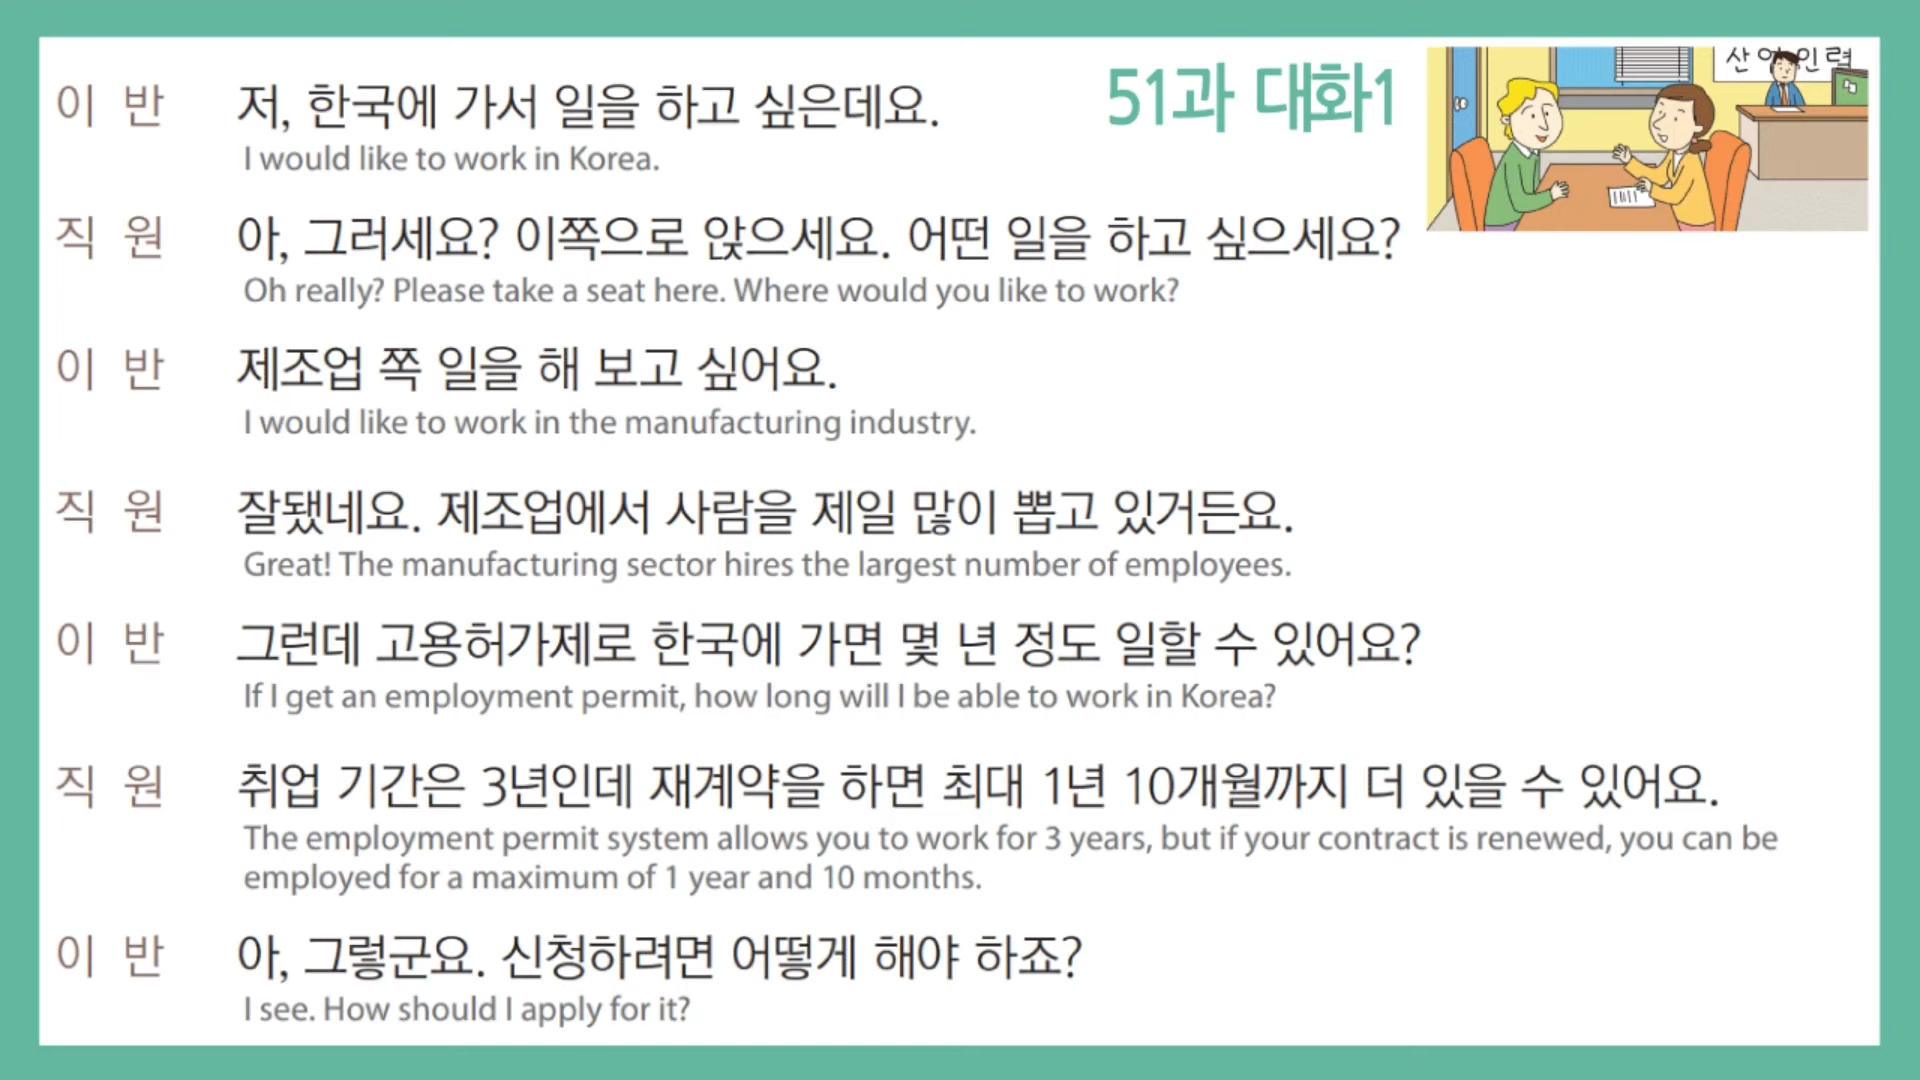 51과 대화1
이 반 저, 한국에 가서 일을 하고 싶은데요.
I would like to work in Korea.
직 원 아, 그러세요? 이쪽으로 앉으세요. 어떤 일을 하고 싶으세요?
Oh really? Please take a seat here. Where would you like to work?
이 반 제조업 쪽 일을 해 보고 싶어요.
I would like to work in the manufacturing industry.
직 원 잘됐네요. 제조업에서 사람을 제일 많이 뽑고 있거든요.
Great! The manufacturing sector hires the largest number of employees.
이 반 그런데 고용허가제로 한국에 가면 몇 년 정도 일할 수 있어요?
If I get an employment permit, how long will I be able to work in Korea?
직 원 취업 기간은 3년인데 재계약을 하면 최대 1년 10개월까지 더 있을 수 있어요.
The employment permit system allows you to work for 3 years, but if your contract is renewed, you can be
employed for a maximum of 1 year and 10 months.
이 반 아, 그렇군요. 신청하려면 어떻게 해야 하죠?
I see. How should I apply for it?